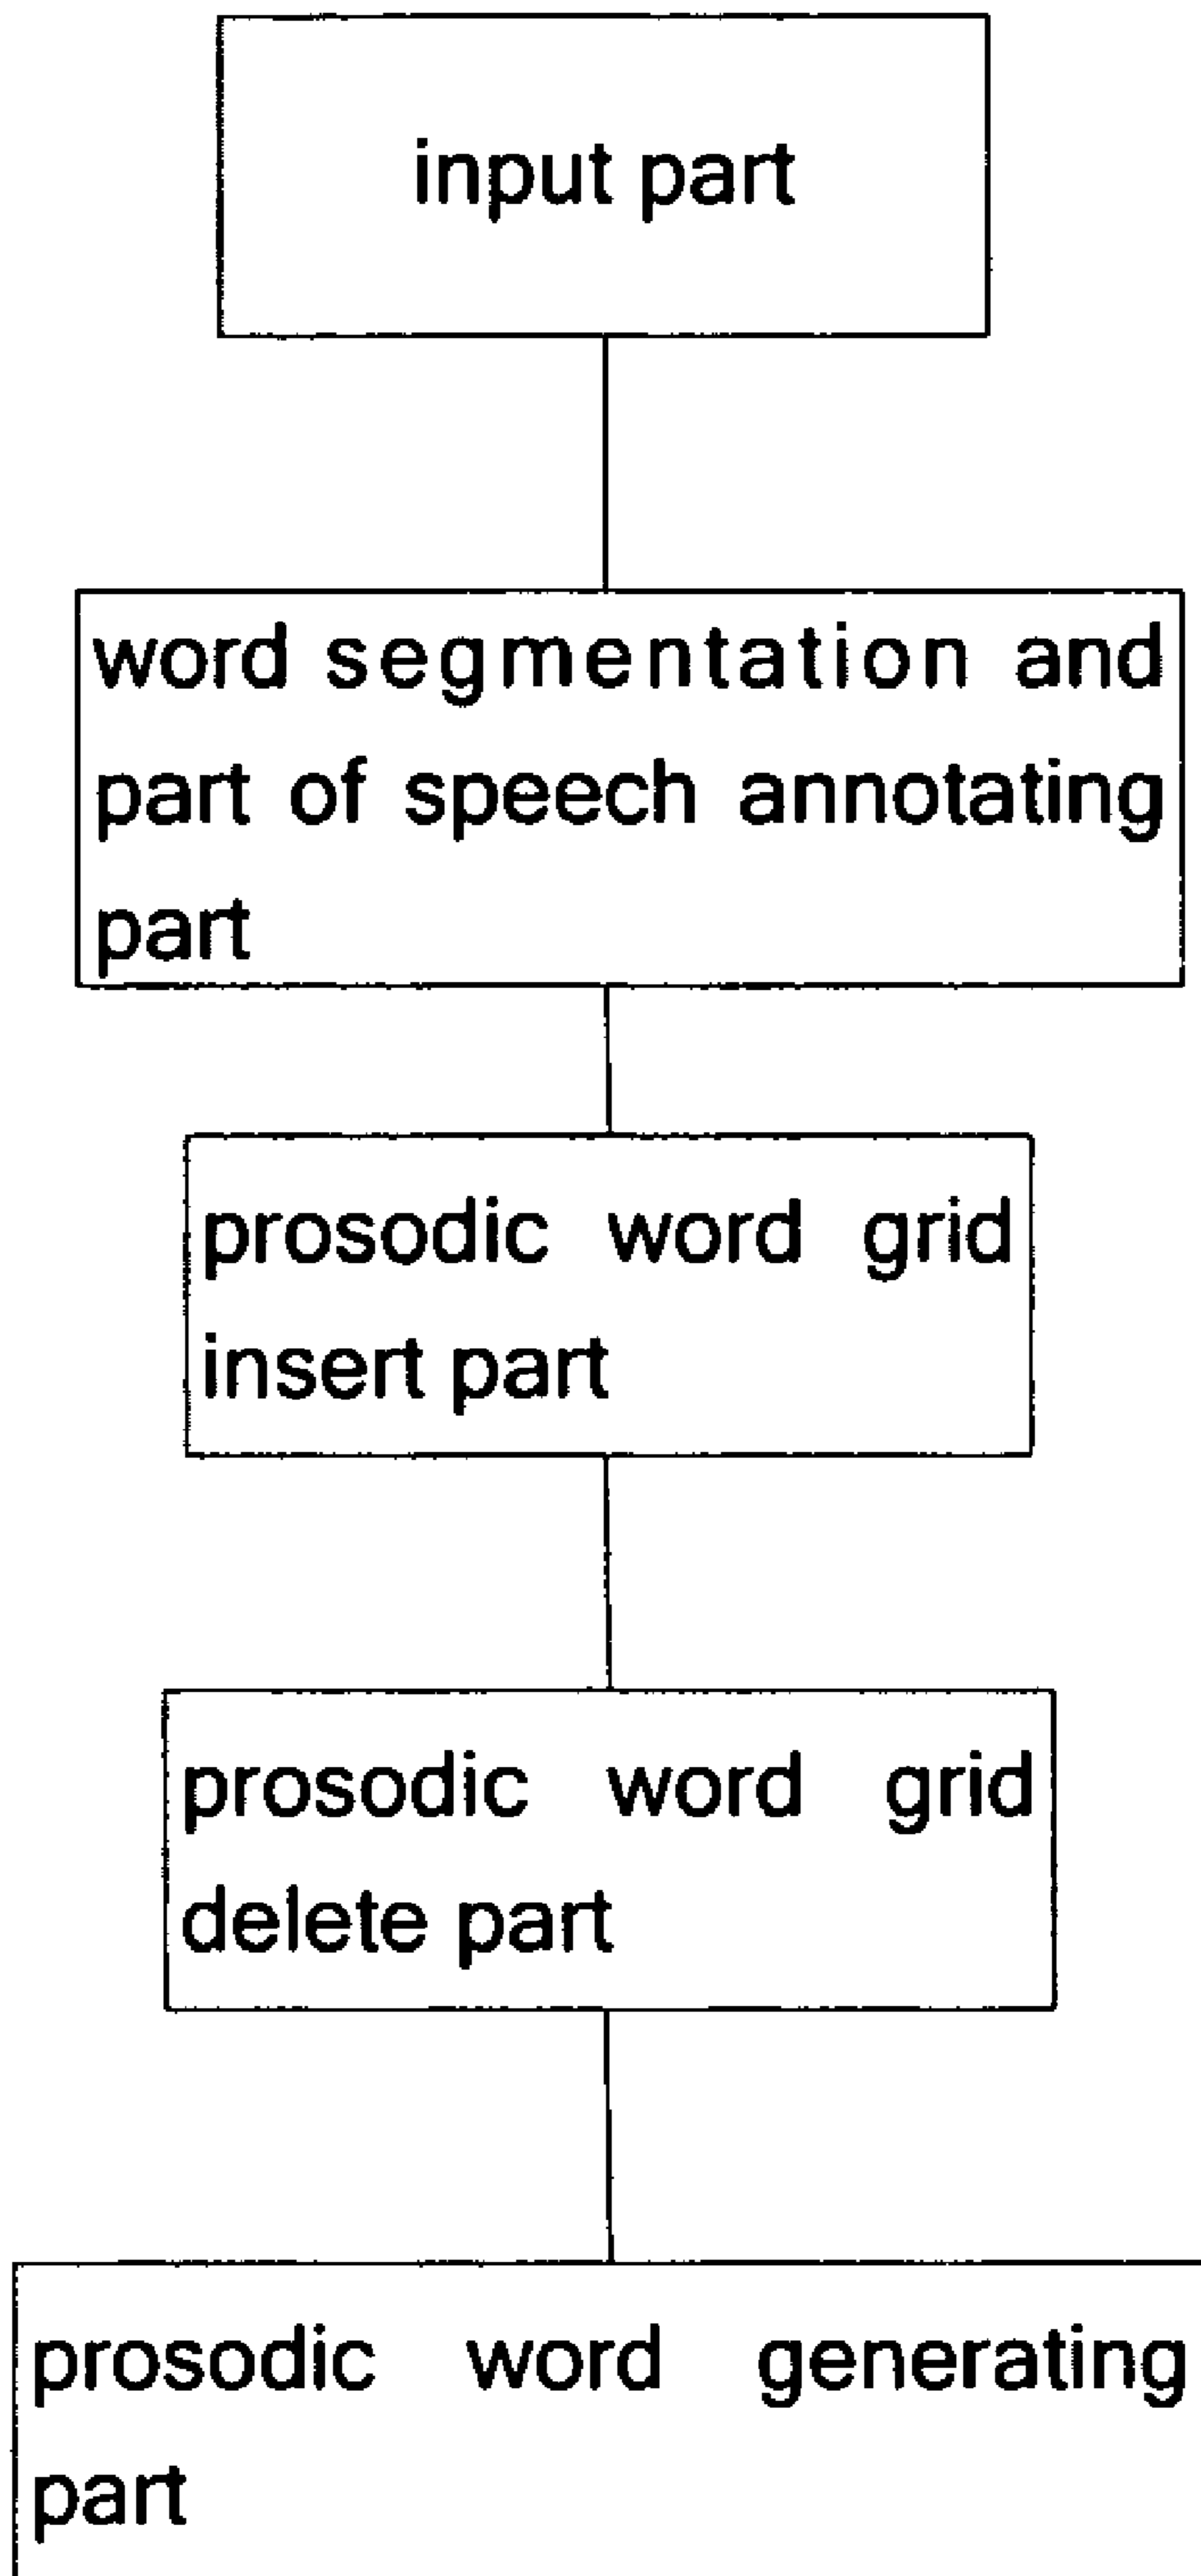 input part
word segmentation and
part of speech annotating
part
prosodic word grid
insert part
prosodic word grid
delete part
prosodic word generating
part